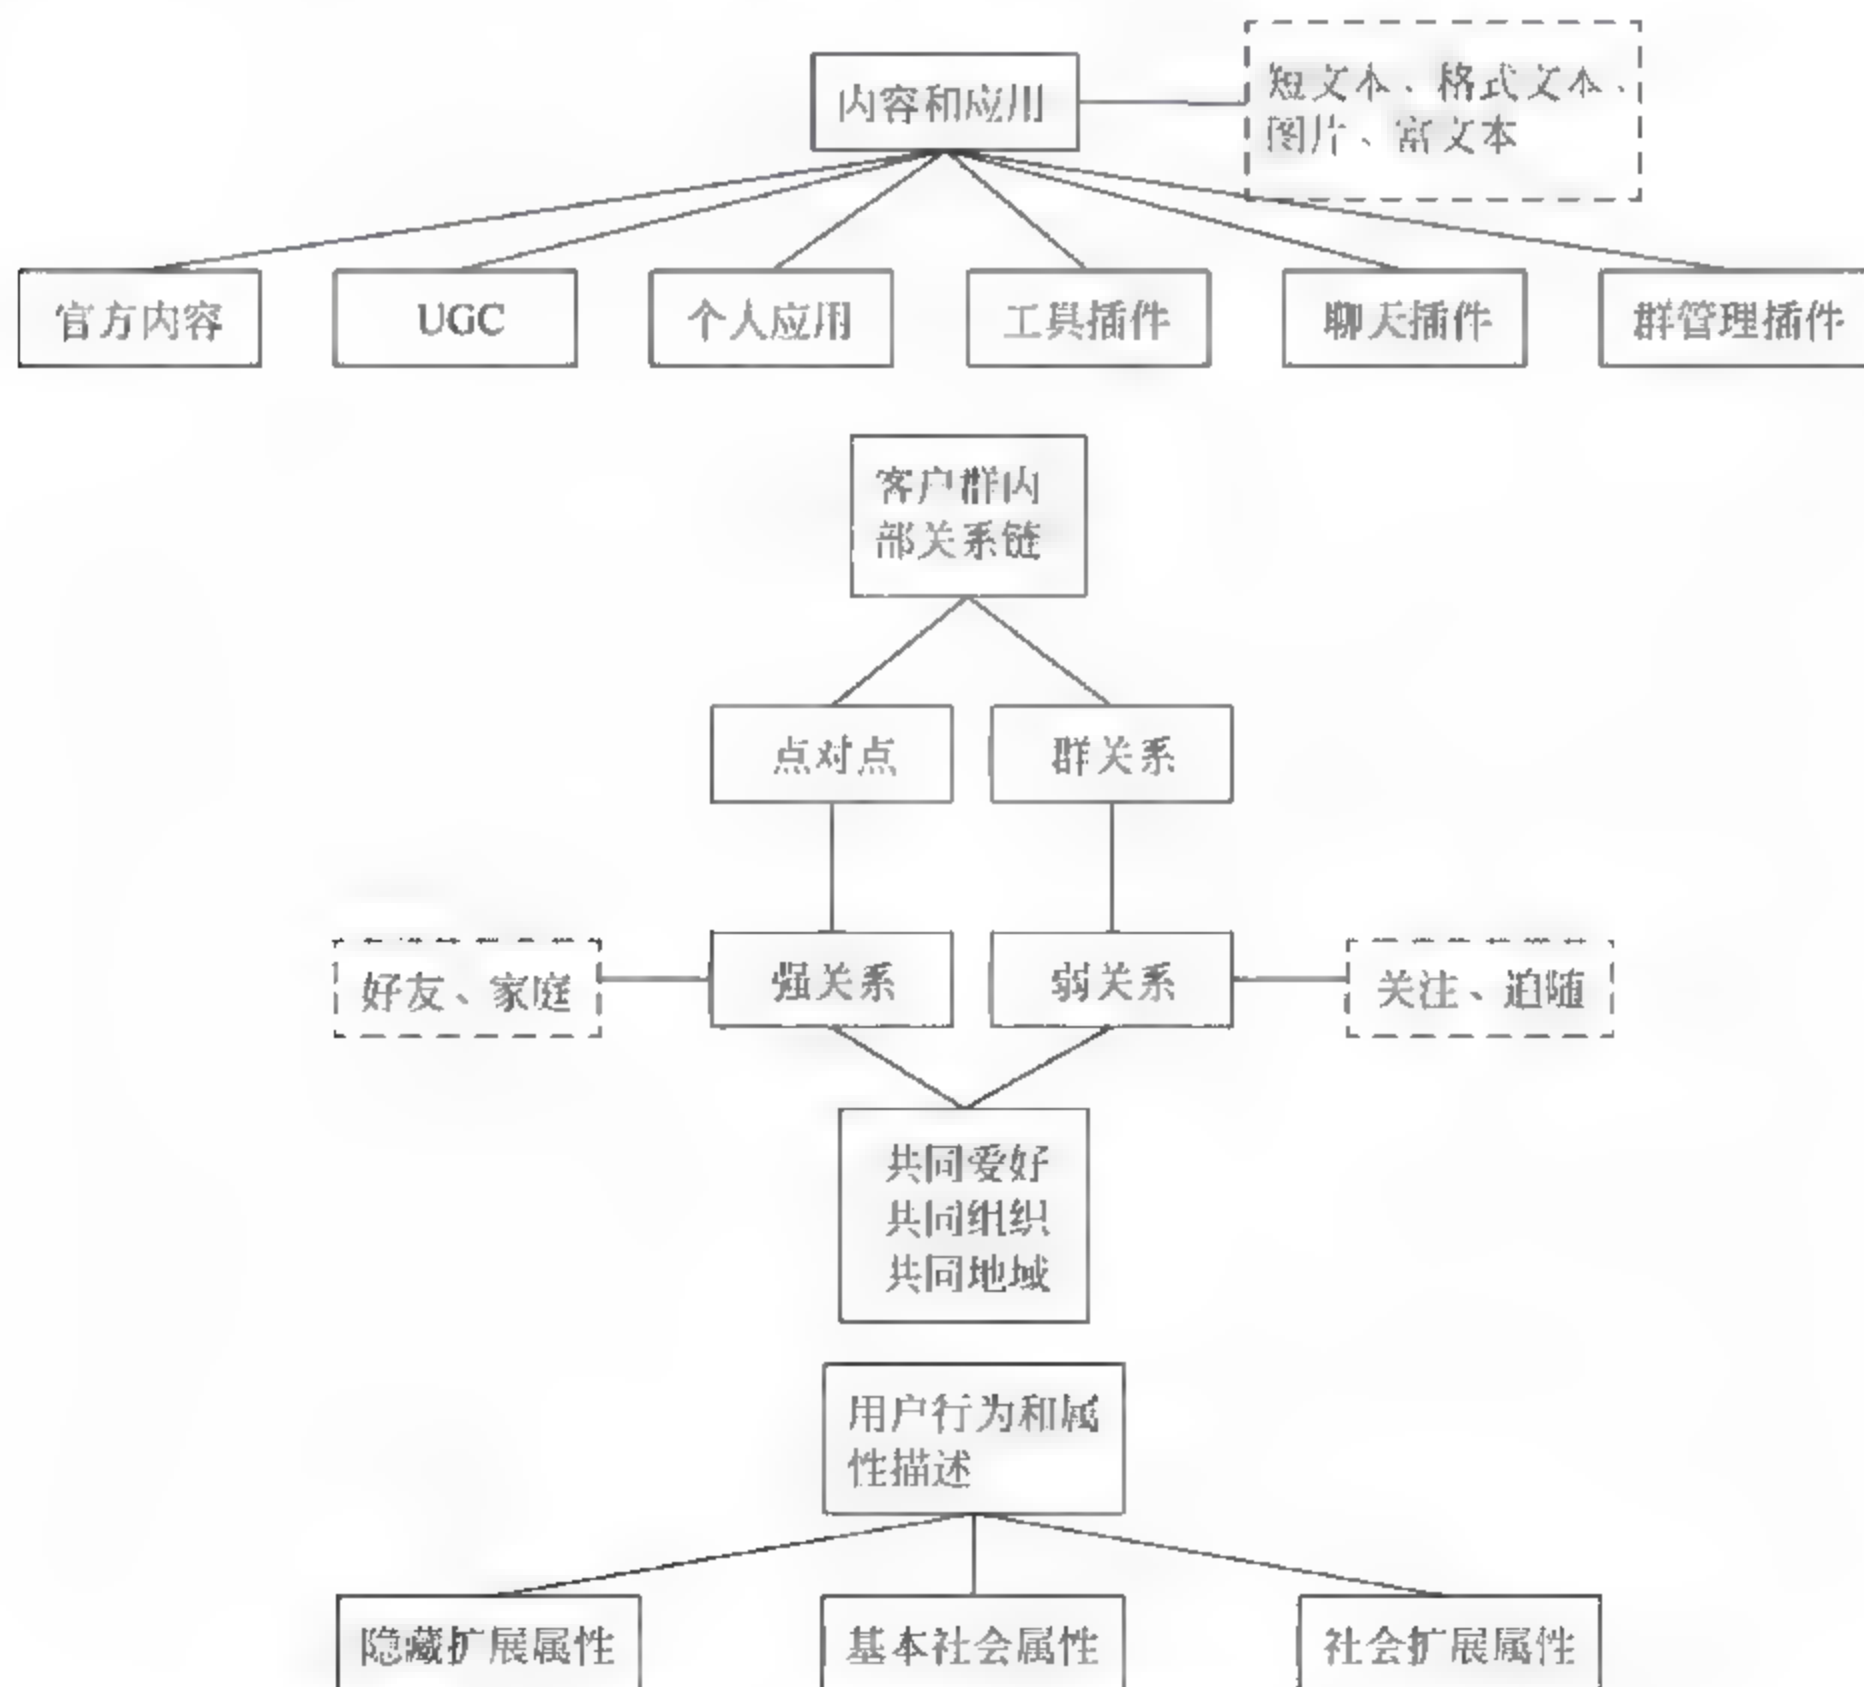 内容和应用
短文本、格式文本、
图片、富文本
官方内容
UGC
个人应用
工具插件
聊天插件
群管理插件
客户群内
部关系链
点对点
群关系
好友、家庭
强关系
弱关系
关注、追随
共同爱好
共同组织
共同地域
用户行为和属
性描述
隐藏扩展属性
基本社会属性
社会扩展属性